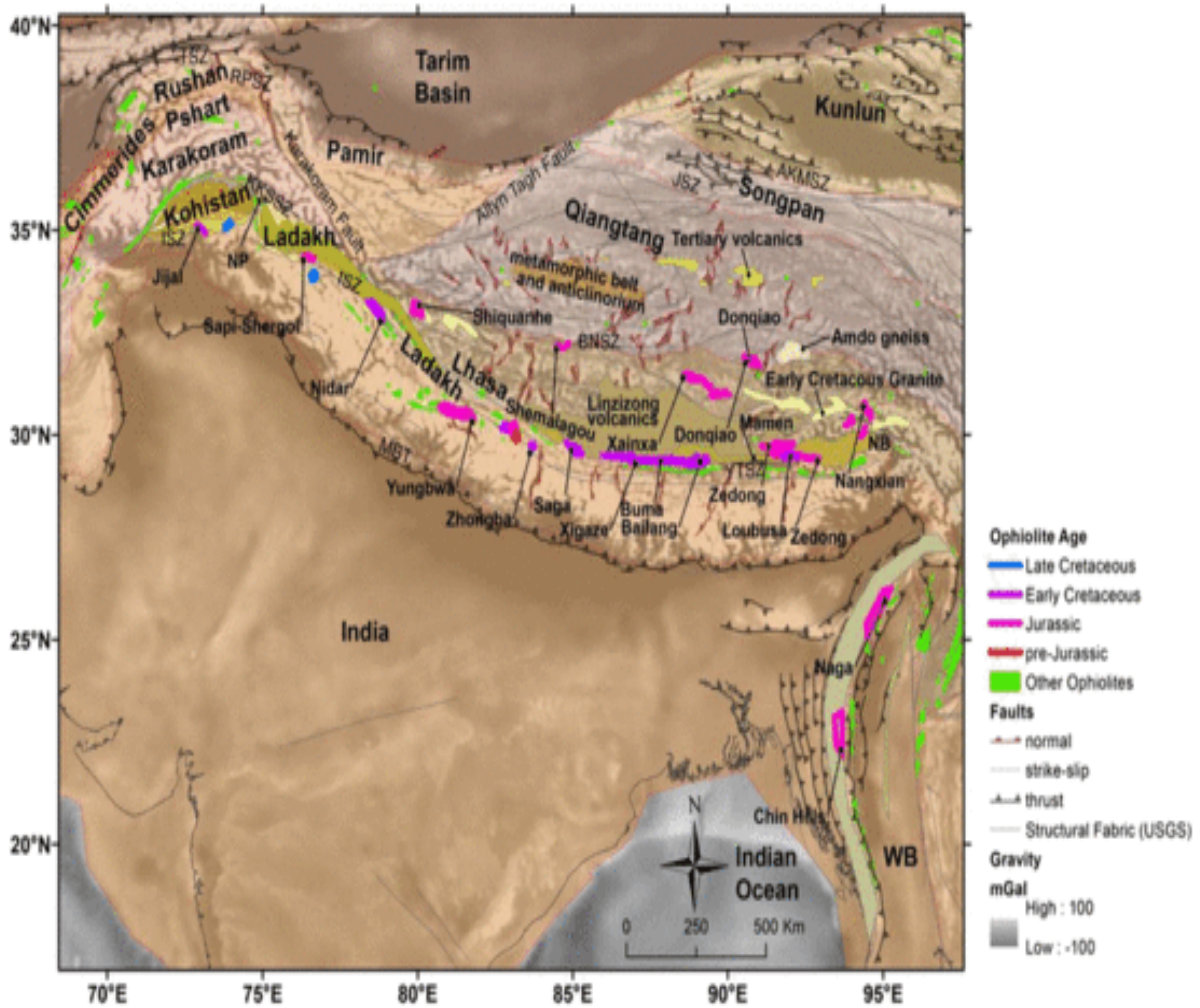 40°N
35°N
30°N
25°N
20°N
70°E
75°E
80°E
85°E
90°E
95°E
TSZ
Rushan
RPSZ
Pshart
Cimmerides
Karakoram
Tarim
Basin
Pamir
Karakoram Fault
Kunlun
AKMSZ
Altyn Tagh Fault
JSZ
Songpan
Qiangtang
Tertiary volcanics
metamorphic belt
and anticlinorium
Kohistan
ISZ
Jijal
NP
Ladakh
ISZ
Sapi-Shergol
Nidar
Shiquanhe
BNSZ
Donqiao
Amdo gneiss
Early Cretacous Granite
Ladakh
Lhasa
Shemalagou
Linzizong
volcanics
Xainxa
Donqiao
Mamen
NB
Nangxian
YTSZ
MBT
Yungbwa
Zhongba
Saga
Xigaze
Buma
Bailang
Zedong
Loubusa
Zedong
India
Naga
Chin Hills
WB
N
Indian
Ocean
0 250 500 Km
Ophiolite Age
Late Cretaceous
Early Cretaceous
Jurassic
pre-Jurassic
Other Ophiolites
Faults
normal
strike-slip
thrust
Structural Fabric (USGS)
Gravity
mGal
High : 100
Low : -100